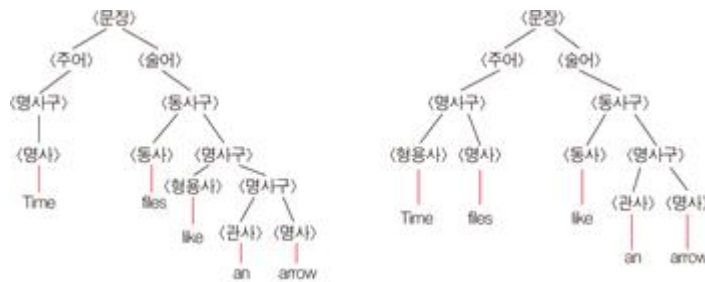 <문장> <문장>
<주어> <술어> <주어> <술어>
<명사구> <동사구> <명사구> <동사구>
<명사> <동사> <명사구> <형용사> <명사> <동사> <명사구>
Time files <형용사> <명사구> Time files like <관사> <명사>
like <관사> <명사> an arrow
an arrow